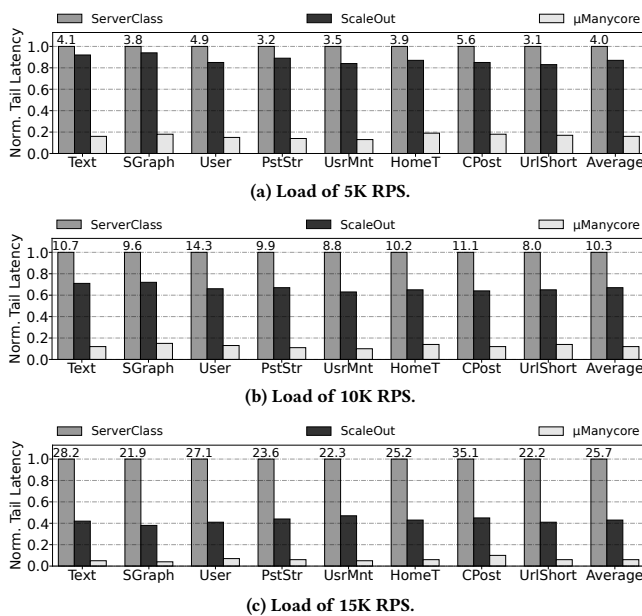 ServerClass ScaleOut μManycore
4.1 3.8 4.9 3.2 3.5 3.9 5.6 3.1 4.0
Norm. Tail Latency
1.0
0.8
0.6
0.4
0.2
0.0
Text SGraph User PstStr UsrMnt HomeT CPost UrlShort Average
(a) Load of 5K RPS.
ServerClass ScaleOut μManycore
10.7 9.6 14.3 9.9 8.8 10.2 11.1 8.0 10.3
Norm. Tail Latency
1.0
0.8
0.6
0.4
0.2
0.0
Text SGraph User PstStr UsrMnt HomeT CPost UrlShort Average
(b) Load of 10K RPS.
ServerClass ScaleOut μManycore
28.2 21.9 27.1 23.6 22.3 25.2 35.1 22.2 25.7
Norm. Tail Latency
1.0
0.8
0.6
0.4
0.2
0.0
Text SGraph User PstStr UsrMnt HomeT CPost UrlShort Average
(c) Load of 15K RPS.